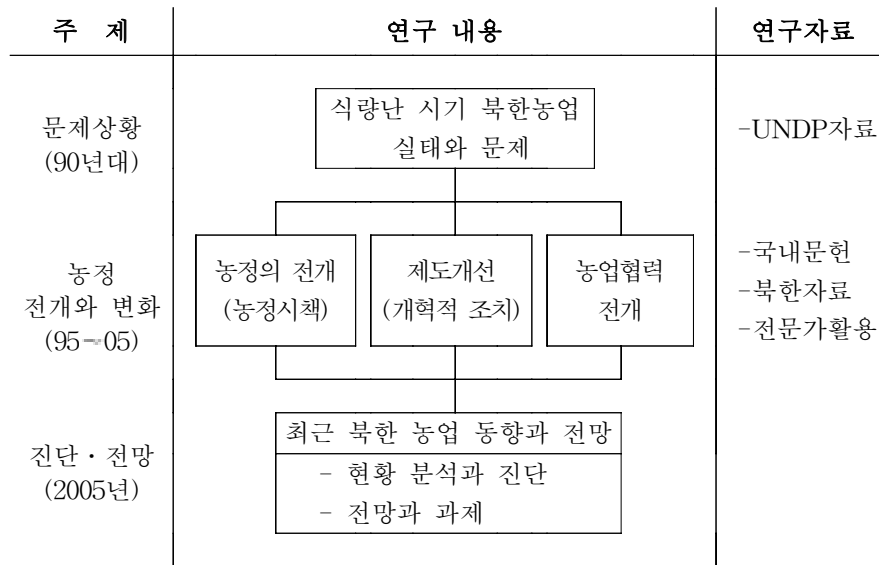 주 제
연구 내용
연구자료
문제상황
(90년대)
식량난 시기 북한농업
실태와 문제
-UNDP자료
농정
전개와 변화
(95-05)
농정의 전개
(농정시책)
제도개선
(개혁적 조치)
농업협력
전개
-국내문헌
-북한자료
-전문가활용
진단·전망
(2005년)
최근 북한 농업 동향과 전망
- 현황 분석과 진단
- 전망과 과제